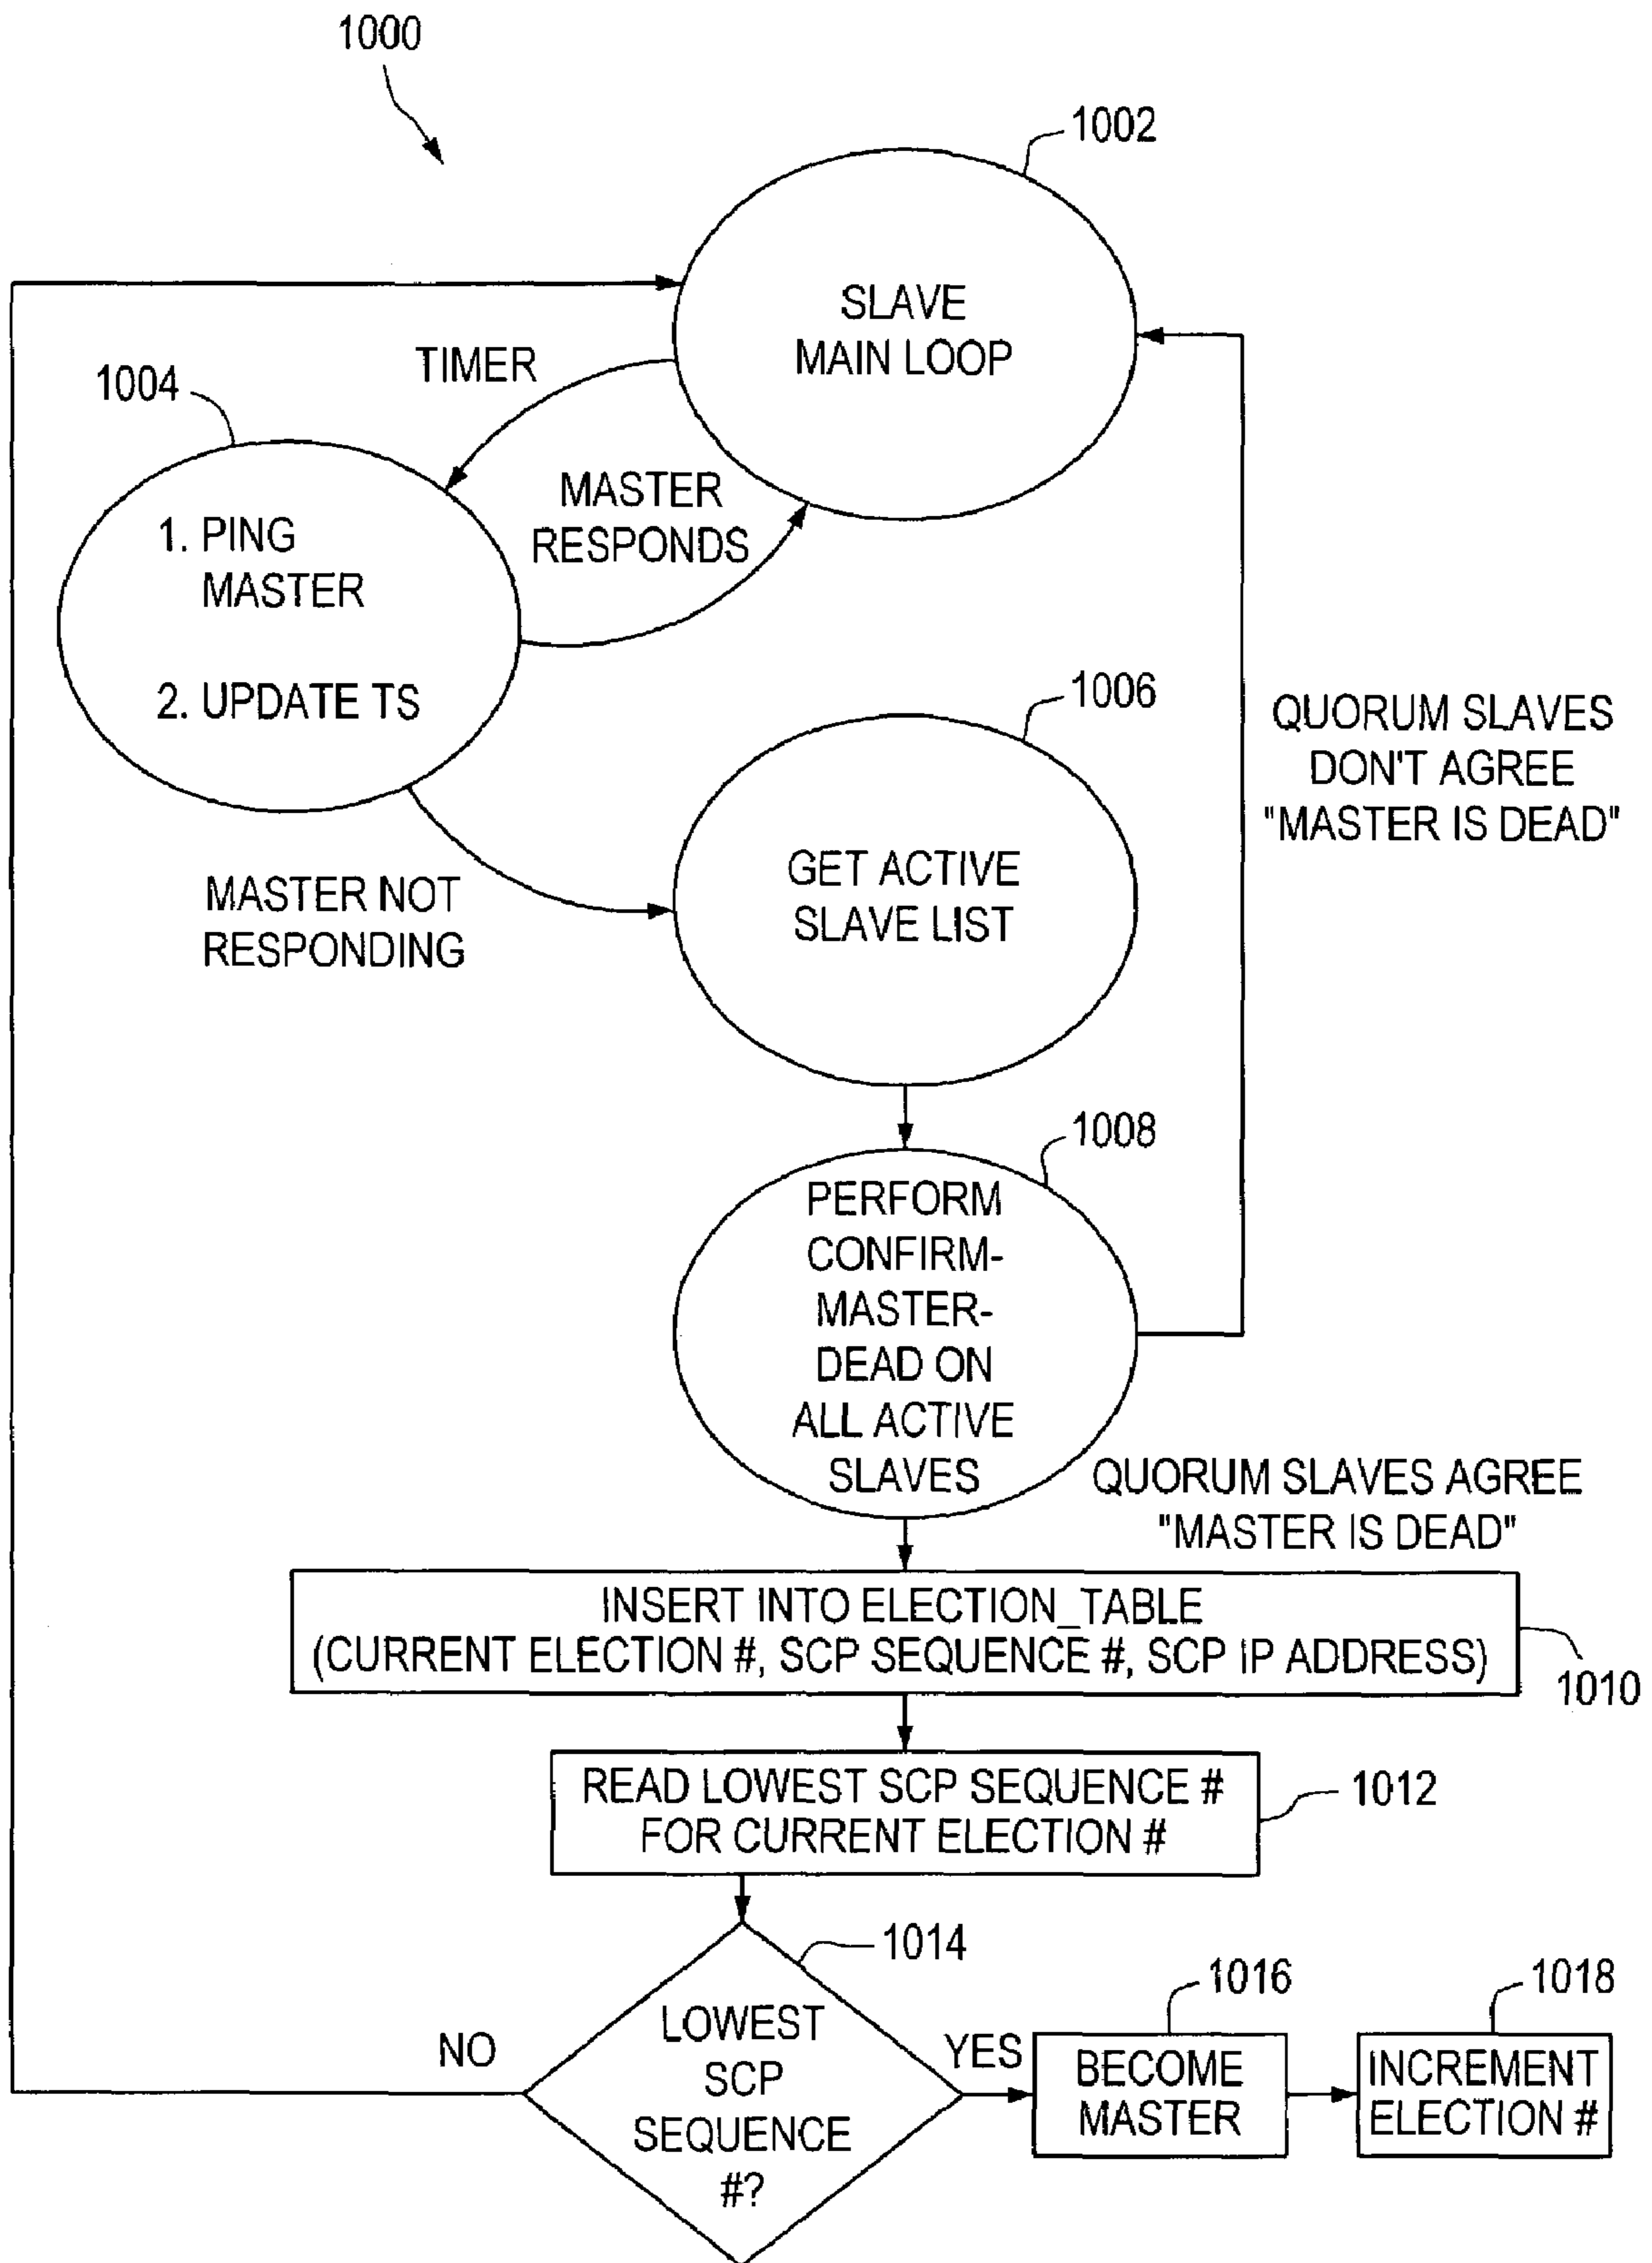 1000
1002
SLAVE
MAIN LOOP
TIMER
1004
MASTER
RESPONDS
1. PING
MASTER
2. UPDATE TS
1006
QUORUM SLAVES
DON'T AGREE
"MASTER IS DEAD"
GET ACTIVE
SLAVE LIST
MASTER NOT
RESPONDING
1008
PERFORM
CONFIRM-
MASTER-
DEAD ON
ALL ACTIVE
SLAVES
QUORUM SLAVES AGREE
"MASTER IS DEAD"
INSERT INTO ELECTION_TABLE
(CURRENT ELECTION #, SCP SEQUENCE #, SCP IP ADDRESS)
1010
READ LOWEST SCP SEQUENCE #
FOR CURRENT ELECTION #
1012
1014
LOWEST
SCP
SEQUENCE
#?
NO
YES
1016
BECOME
MASTER
1018
INCREMENT
ELECTION #